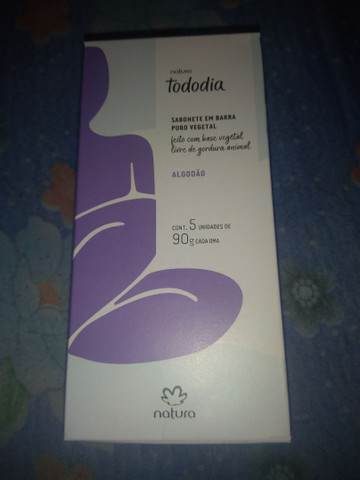 natura
tododia
SABONETE EM BARRA
PURO VEGETAL
feito com base vegetal
livre de gordura animal
ALGODÃO
CONT. 5 UNIDADES DE
90g CADA UMA
natura